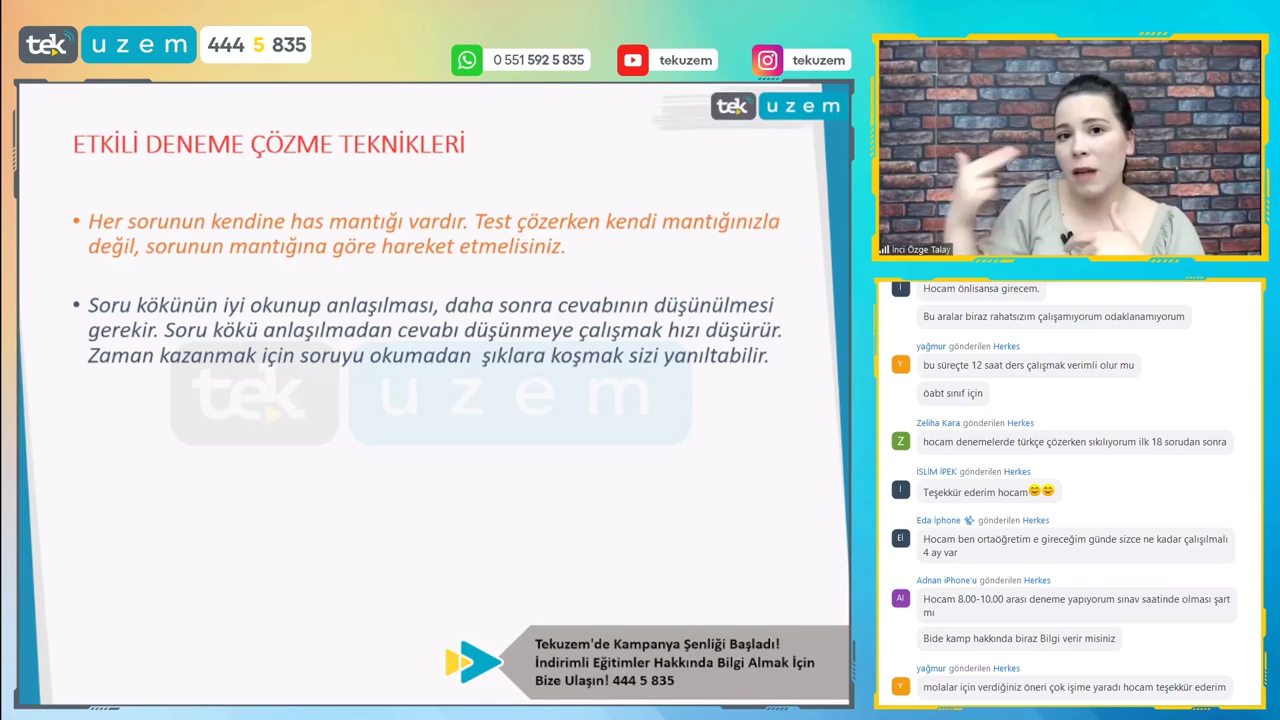 tek uzem 444 5 835
0 551 592 5 835
tekuzem
tekuzem
tek uzem
ETKİLİ DENEME ÇÖZME TEKNİKLERİ
• Her sorunun kendine has mantığı vardır. Test çözerken kendi mantığınızla
değil, sorunun mantığına göre hareket etmelisiniz.
• Soru kökünün iyi okunup anlaşılması, daha sonra cevabının düşünülmesi
gerekir. Soru kökü anlaşılmadan cevabı düşünmeye çalışmak hızı düşürür.
Zaman kazanmak için soruyu okumadan şıklara koşmak sizi yanıltabilir.
tek uzem
Tekuzem'de Kampanya Şenliği Başladı!
İndirimli Eğitimler Hakkında Bilgi Almak İçin
Bize Ulaşın! 444 5 835
İnci Özge Talay
İ
Hocam önlisansa girecem.
Bu aralar biraz rahatsızım çalışamıyorum odaklanamıyorum
yağmur gönderilen Herkes
Y
bu süreçte 12 saat ders çalışmak verimli olur mu
öabt sınıf için
Zeliha Kara gönderilen Herkes
Z
hocam denemelerde türkçe çözerken sıkılıyorum ilk 18 sorudan sonra
İSLİM İPEK gönderilen Herkes
İ
Teşekkür ederim hocam😊😊
Eda İphone gönderilen Herkes
Eİ
Hocam ben ortaöğretim e gireceğim günde sizce ne kadar çalışılmalı
4 ay var
Adnan iPhone'u gönderilen Herkes
AI
Hocam 8.00-10.00 arası deneme yapıyorum sınav saatinde olması şart
mı
Bide kamp hakkında biraz Bilgi verir misiniz
yağmur gönderilen Herkes
Y
molalar için verdiğiniz öneri çok işime yaradı hocam teşekkür ederim